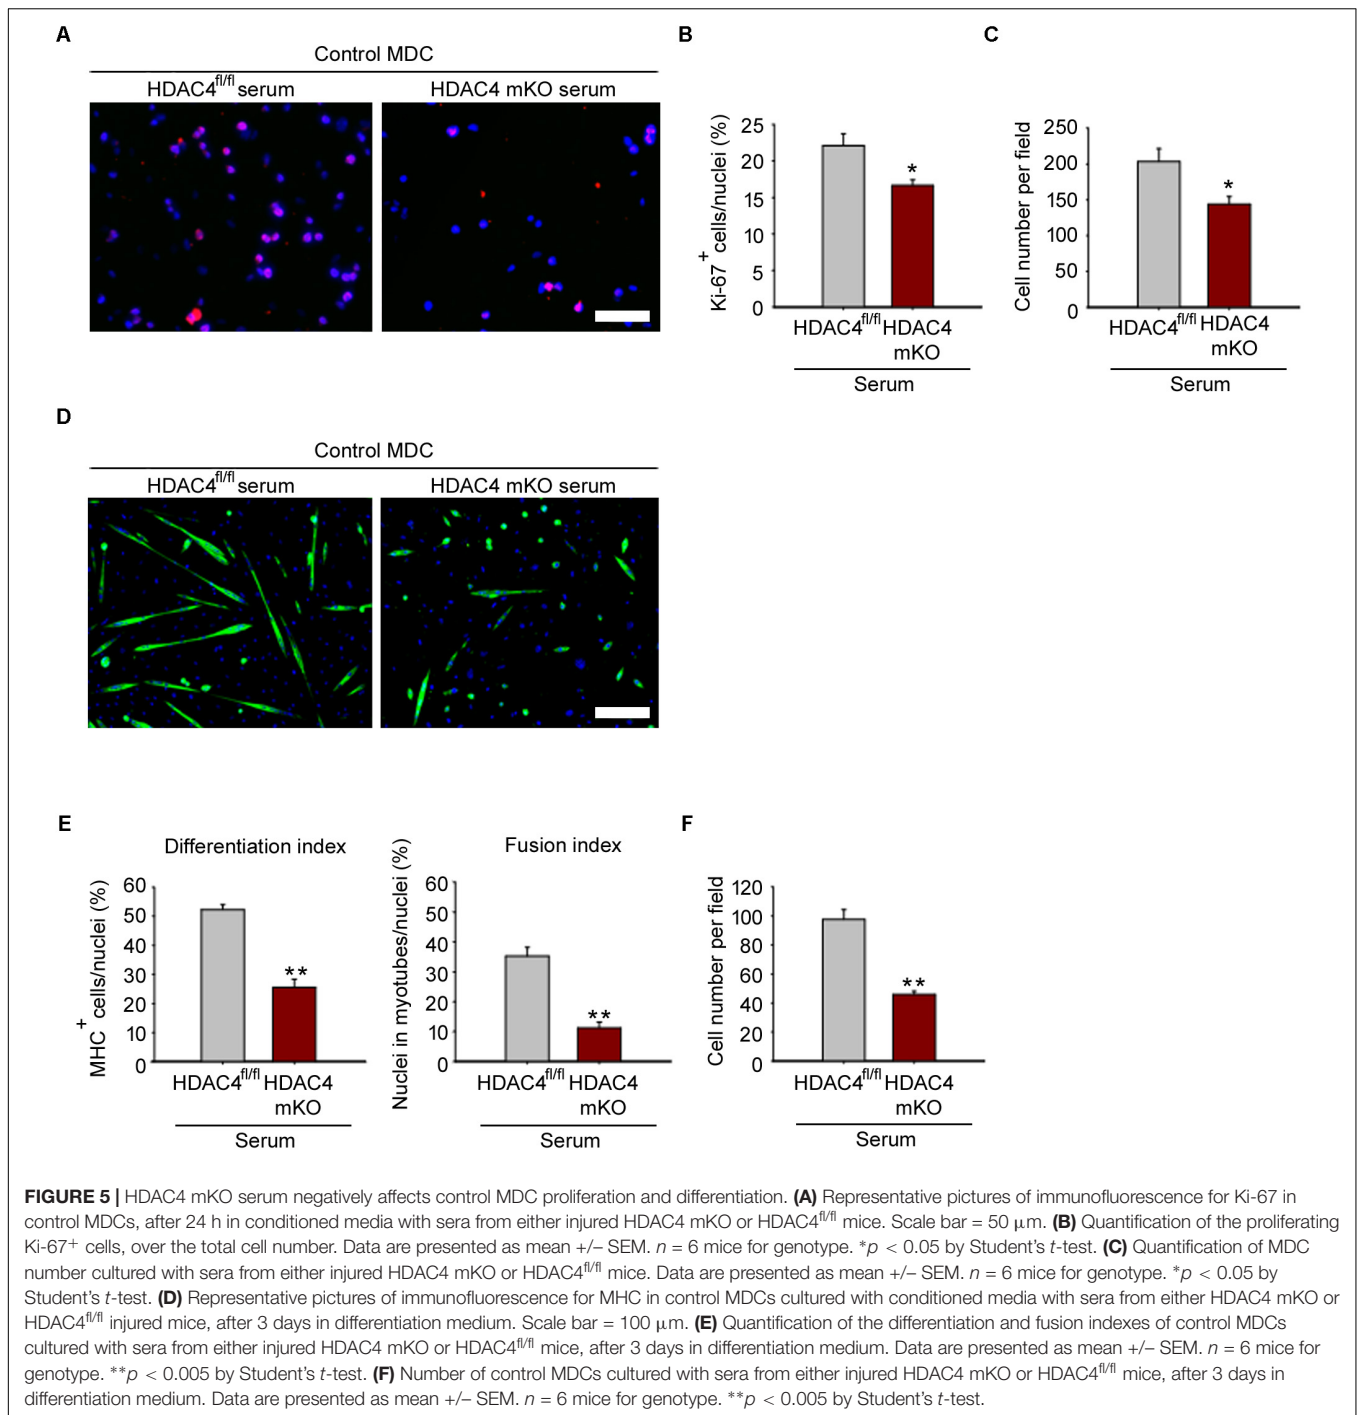 A
Control MDC
HDAC4fl/fl serum
HDAC4 mKO serum
B
Ki-67+ cells/nuclei (%)
25
20
15
10
5
0
*
HDAC4fl/fl
HDAC4
mKO
Serum
C
Cell number per field
250
200
150
100
50
0
*
HDAC4fl/fl
HDAC4
mKO
Serum
D
Control MDC
HDAC4fl/fl serum
HDAC4 mKO serum
E
Differentiation index
MHC+ cells/nuclei (%)
60
50
40
30
20
10
0
**
HDAC4fl/fl
HDAC4
mKO
Serum
Fusion index
Nuclei in myotubes/nuclei (%)
60
50
40
30
20
10
0
**
HDAC4fl/fl
HDAC4
mKO
Serum
F
Cell number per field
120
100
80
60
40
20
0
**
HDAC4fl/fl
HDAC4
mKO
Serum
FIGURE 5 | HDAC4 mKO serum negatively affects control MDC proliferation and differentiation. (A) Representative pictures of immunofluorescence for Ki-67 in
control MDCs, after 24 h in conditioned media with sera from either injured HDAC4 mKO or HDAC4fl/fl mice. Scale bar = 50 μm. (B) Quantification of the proliferating
Ki-67+ cells, over the total cell number. Data are presented as mean +/− SEM. n = 6 mice for genotype. *p < 0.05 by Student's t-test. (C) Quantification of MDC
number cultured with sera from either injured HDAC4 mKO or HDAC4fl/fl mice. Data are presented as mean +/− SEM. n = 6 mice for genotype. *p < 0.05 by
Student's t-test. (D) Representative pictures of immunofluorescence for MHC in control MDCs cultured with conditioned media with sera from either HDAC4 mKO or
HDAC4fl/fl injured mice, after 3 days in differentiation medium. Scale bar = 100 μm. (E) Quantification of the differentiation and fusion indexes of control MDCs
cultured with sera from either injured HDAC4 mKO or HDAC4fl/fl mice, after 3 days in differentiation medium. Data are presented as mean +/− SEM. n = 6 mice for
genotype. **p < 0.005 by Student's t-test. (F) Number of control MDCs cultured with sera from either injured HDAC4 mKO or HDAC4fl/fl mice, after 3 days in
differentiation medium. Data are presented as mean +/− SEM. n = 6 mice for genotype. **p < 0.005 by Student's t-test.